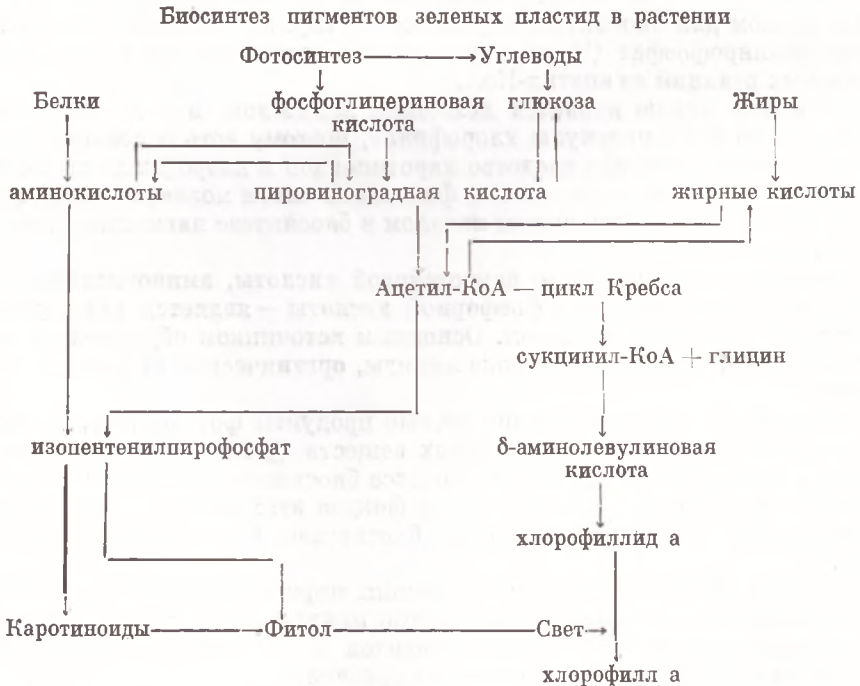 Биосинтез пигментов зеленых пластид в растении
Фотосинтез → Углеводы
Белки фосфоглицериновая глюкоза Жиры
кислота
аминокислоты пировиноградная кислота жирные кислоты
Ацетил-КоА — цикл Кребса
сукцинил-КоА + глицин
изопентенилпирофосфат δ-аминолевулиновая
кислота
хлорофиллид а
Каротиноиды → Фитол — Свет →
хлорофилл а